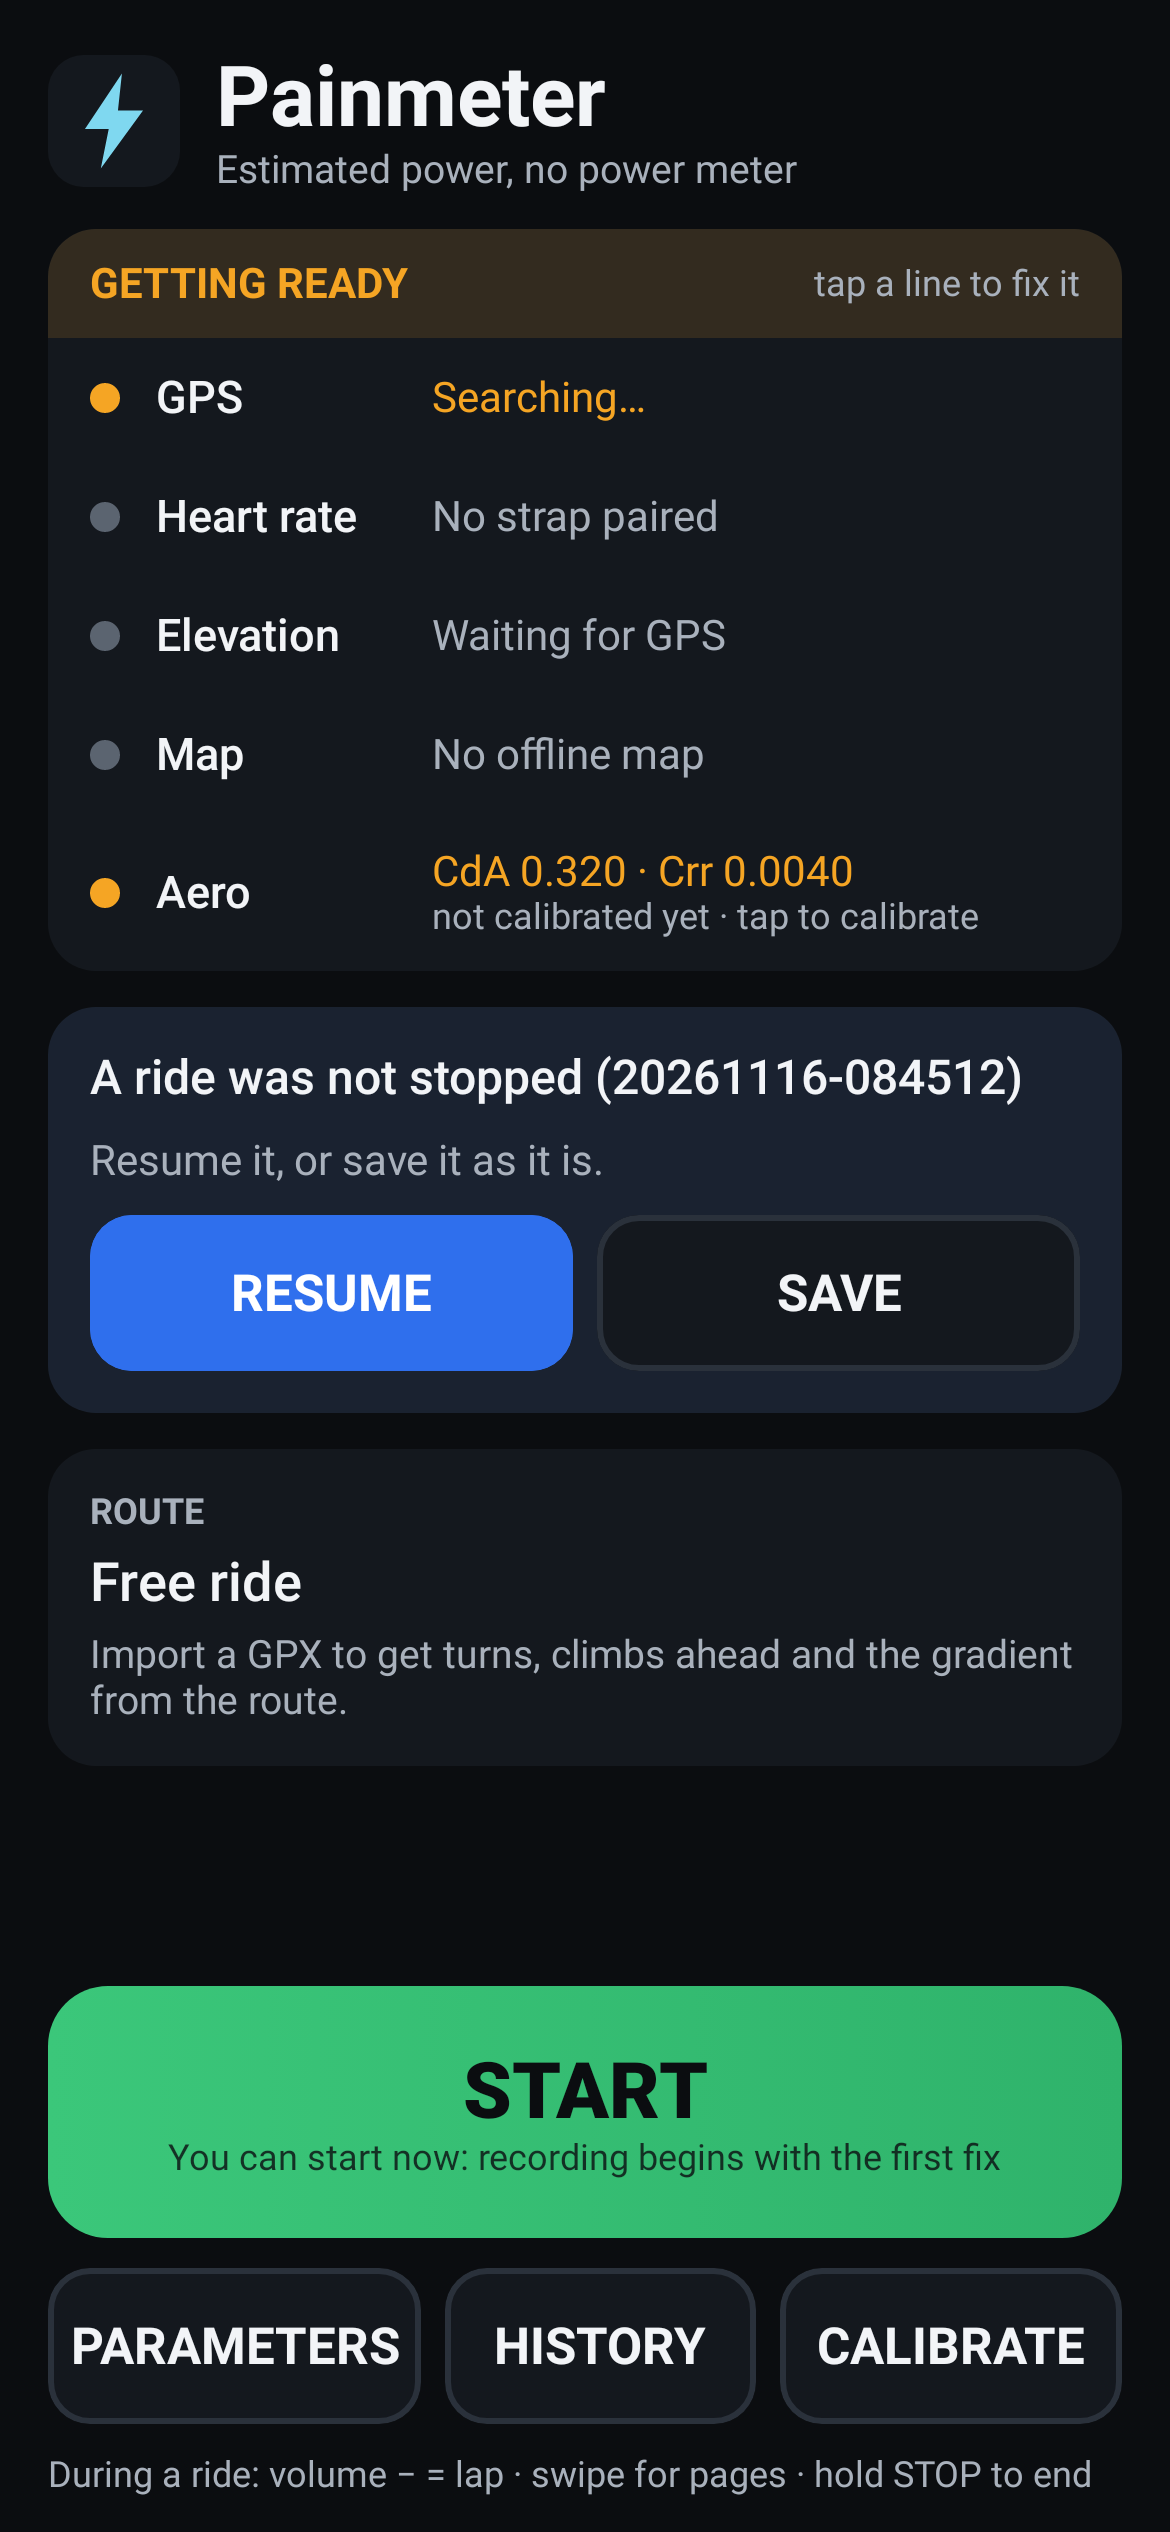 Painmeter
Estimated power, no power meter
GETTING READY
tap a line to fix it
GPS
Searching…
Heart rate
No strap paired
Elevation
Waiting for GPS
Map
No offline map
Aero
CdA 0.320 · Crr 0.0040
not calibrated yet · tap to calibrate
A ride was not stopped (20261116-084512)
Resume it, or save it as it is.
RESUME
SAVE
ROUTE
Free ride
Import a GPX to get turns, climbs ahead and the gradient
from the route.
START
You can start now: recording begins with the first fix
PARAMETERS
HISTORY
CALIBRATE
During a ride: volume − = lap · swipe for pages · hold STOP to end